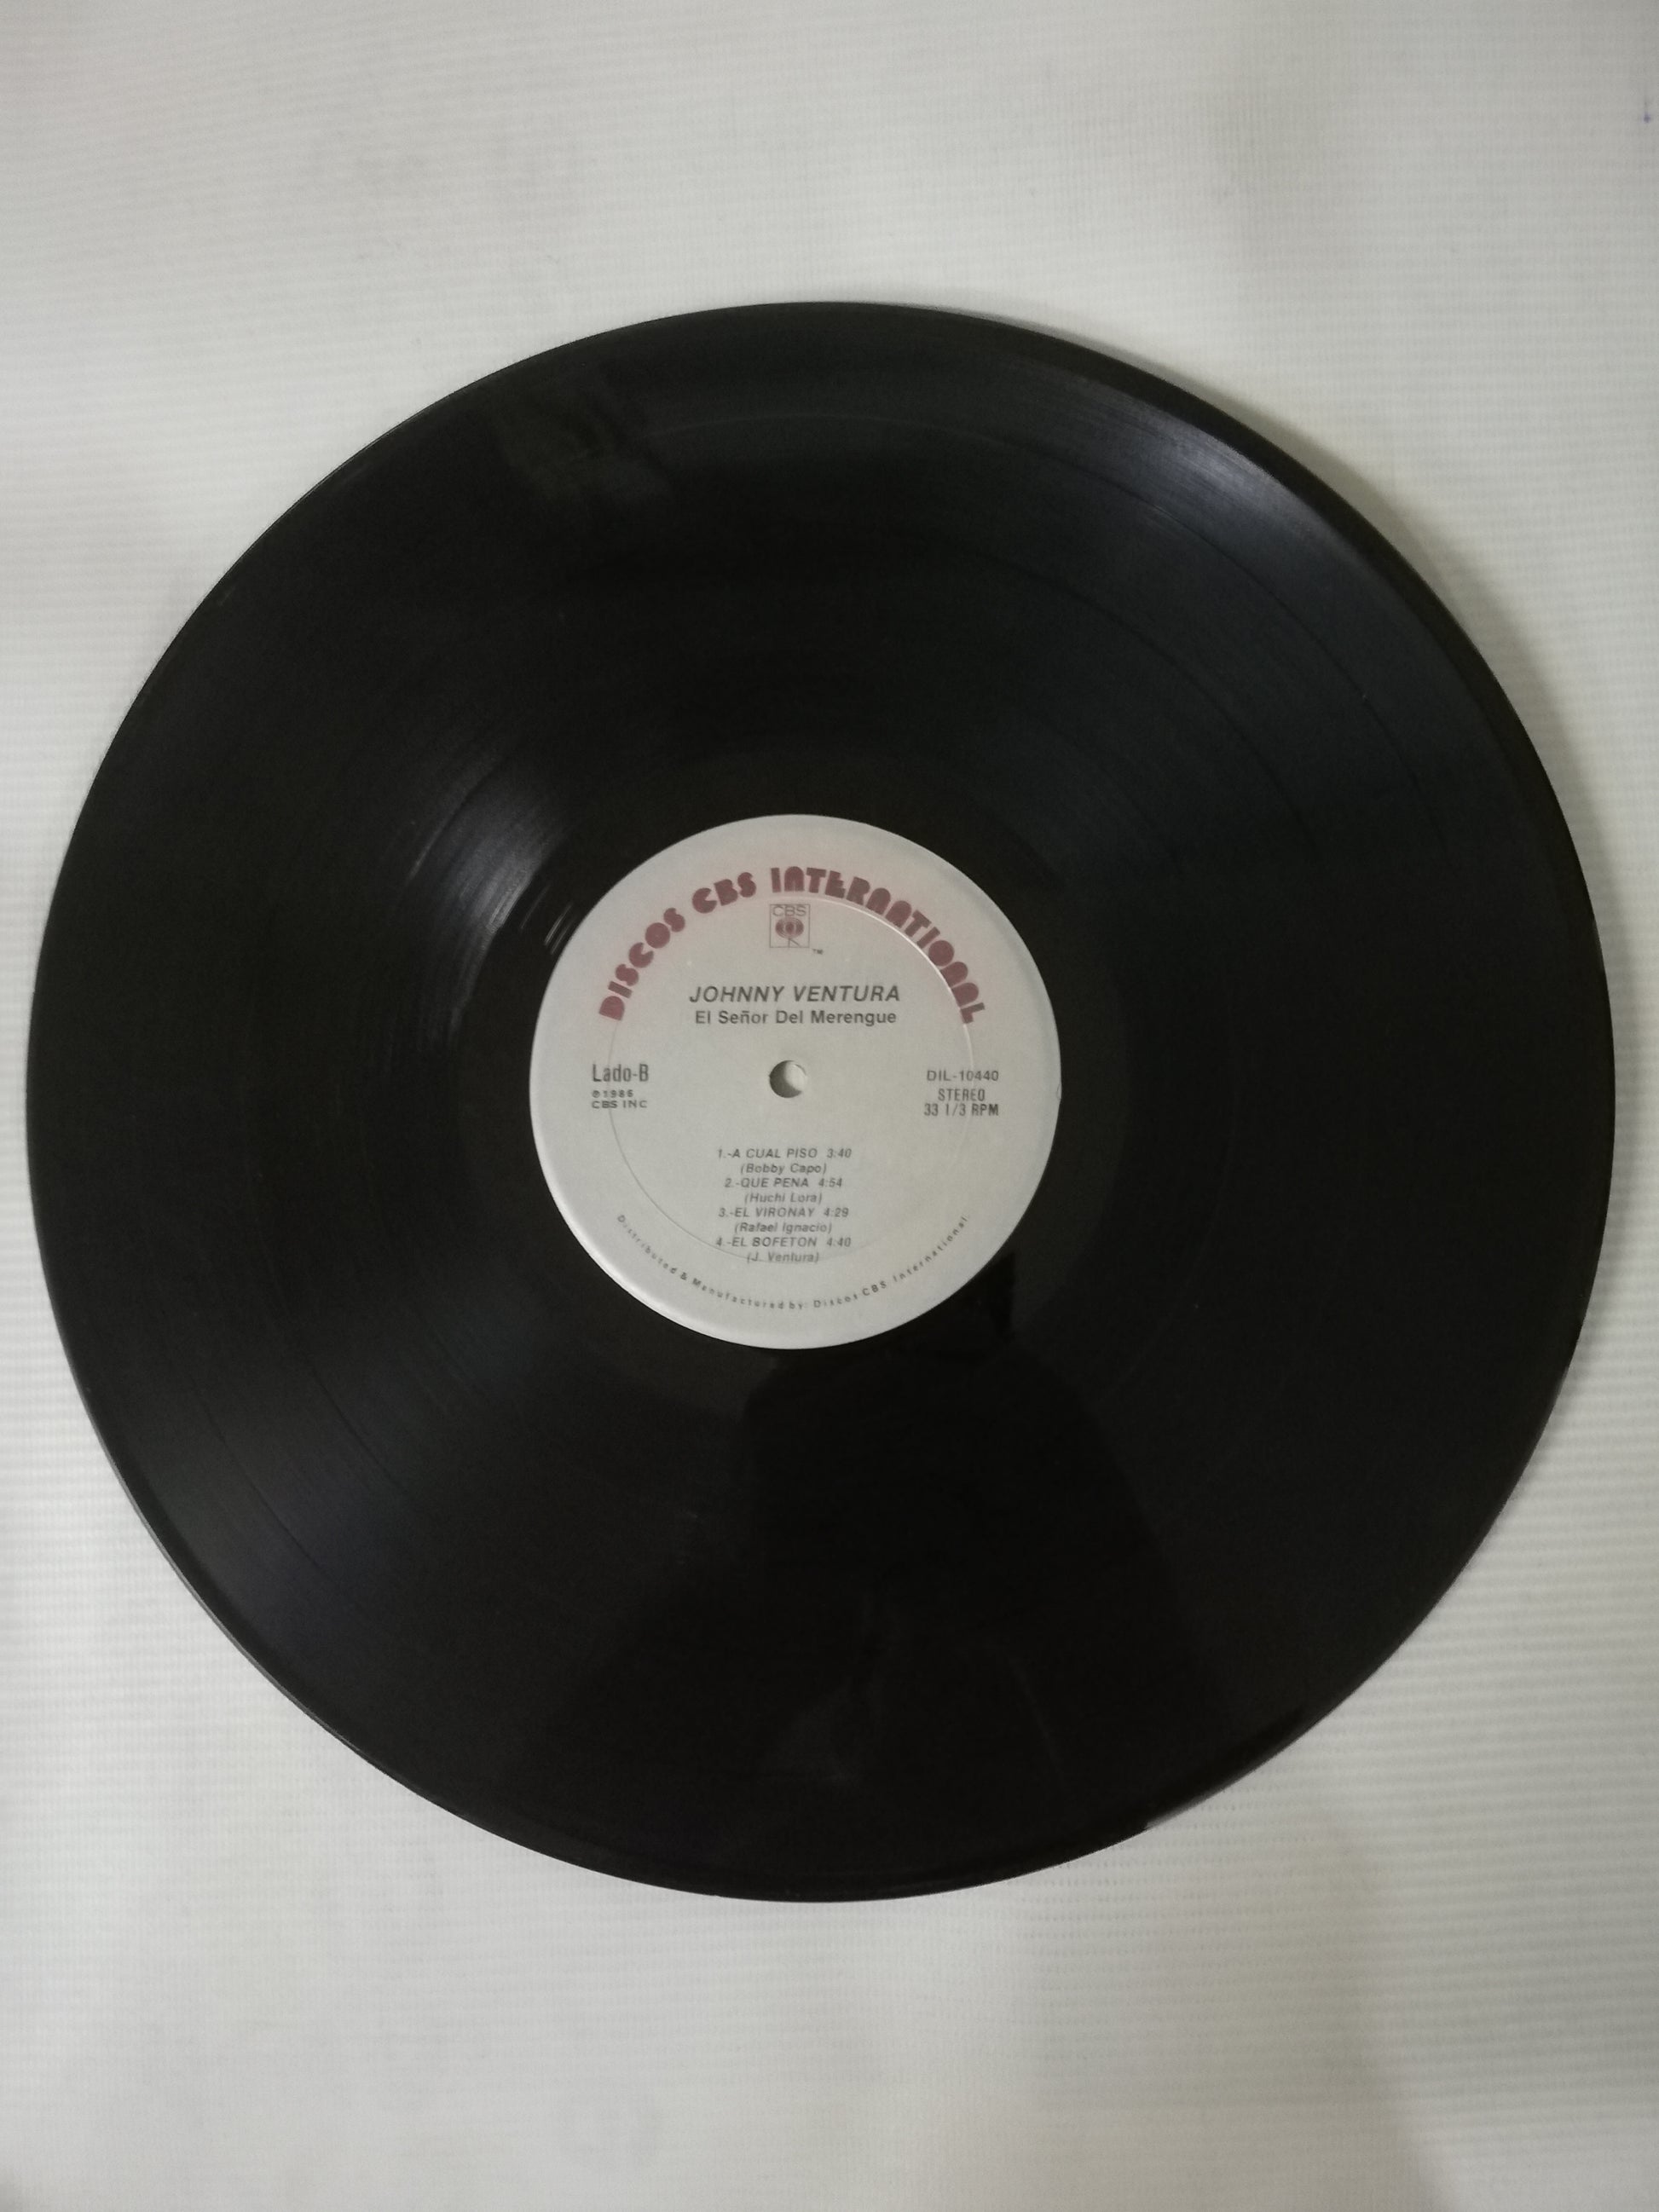 DISCOS CBS INTERNATIONAL
CBS
™
JOHNNY VENTURA
El Señor Del Merengue
Lado-B
℗1986
CBS INC
DIL-10440
STEREO
33 1/3 RPM
1.-A CUAL PISO 3:40
(Bobby Capo)
2.-QUE PENA 4:54
(Huchi Lora)
3.-EL VIRONAY 4:29
(Rafael Ignacio)
4.-EL BOFETON 4:40
(J. Ventura)
Distributed & Manufactured by: Discos CBS International.